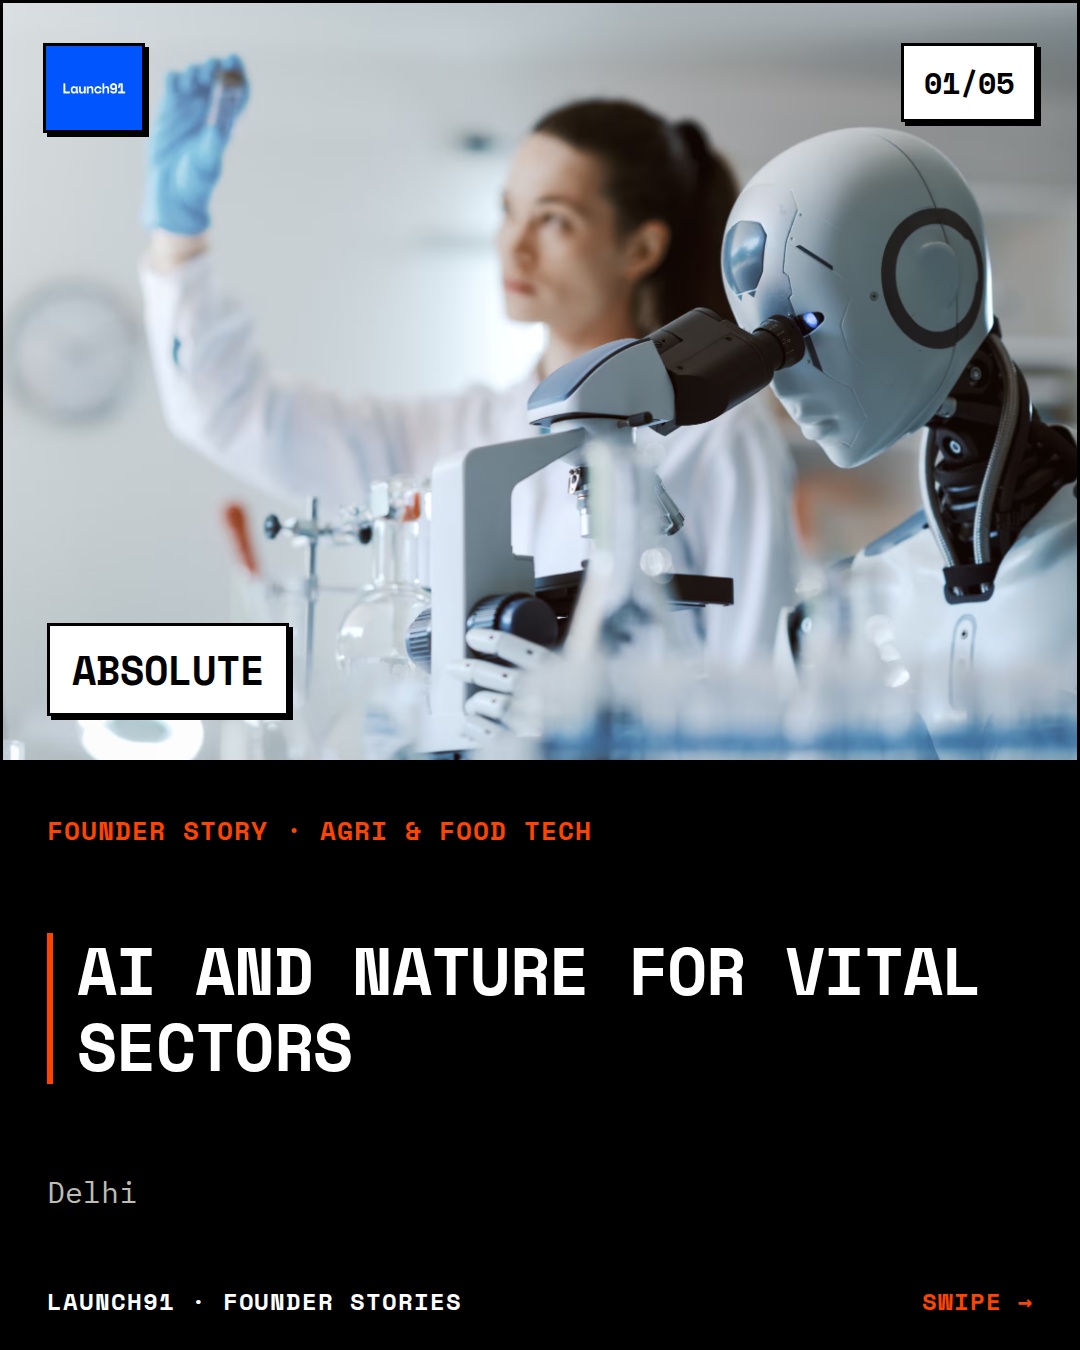 Launch91
01/05
ABSOLUTE
FOUNDER STORY · AGRI & FOOD TECH
AI AND NATURE FOR VITAL
SECTORS
Delhi
LAUNCH91 · FOUNDER STORIES
SWIPE →